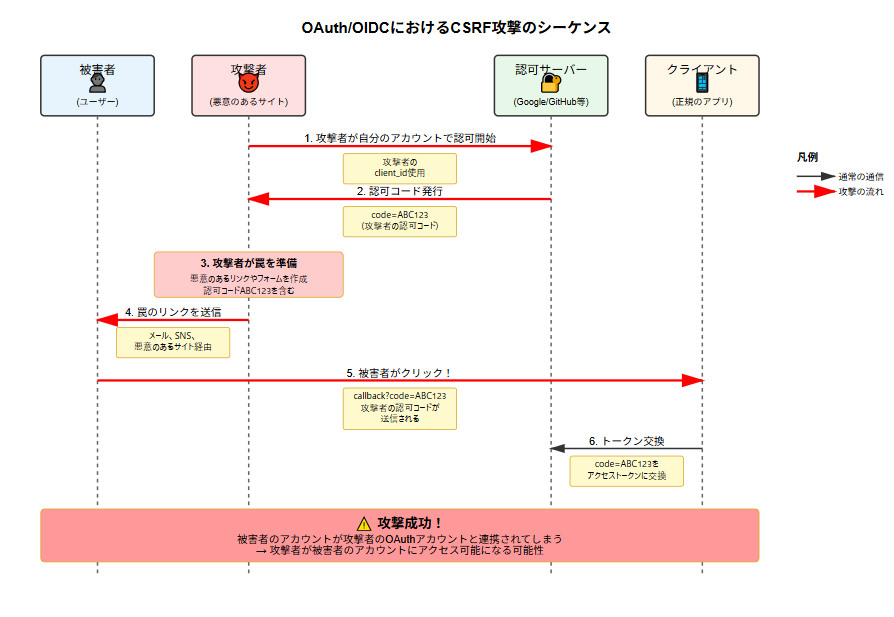 OAuth/OIDCにおけるCSRF攻撃のシーケンス
被害者
(ユーザー)
攻撃者
(悪意のあるサイト)
認可サーバー
(Google/GitHub等)
クライアント
(正規のアプリ)
凡例
通常の通信
攻撃の流れ
1. 攻撃者が自分のアカウントで認可開始
攻撃者の
client_id使用
2. 認可コード発行
code=ABC123
(攻撃者の認可コード)
3. 攻撃者が罠を準備
悪意のあるリンクやフォームを作成
認可コードABC123を含む
4. 罠のリンクを送信
メール、SNS、
悪意のあるサイト経由
5. 被害者がクリック！
callback?code=ABC123
攻撃者の認可コードが
送信される
6. トークン交換
code=ABC123を
アクセストークンに交換
⚠ 攻撃成功！
被害者のアカウントが攻撃者のOAuthアカウントと連携されてしまう
→ 攻撃者が被害者のアカウントにアクセス可能になる可能性